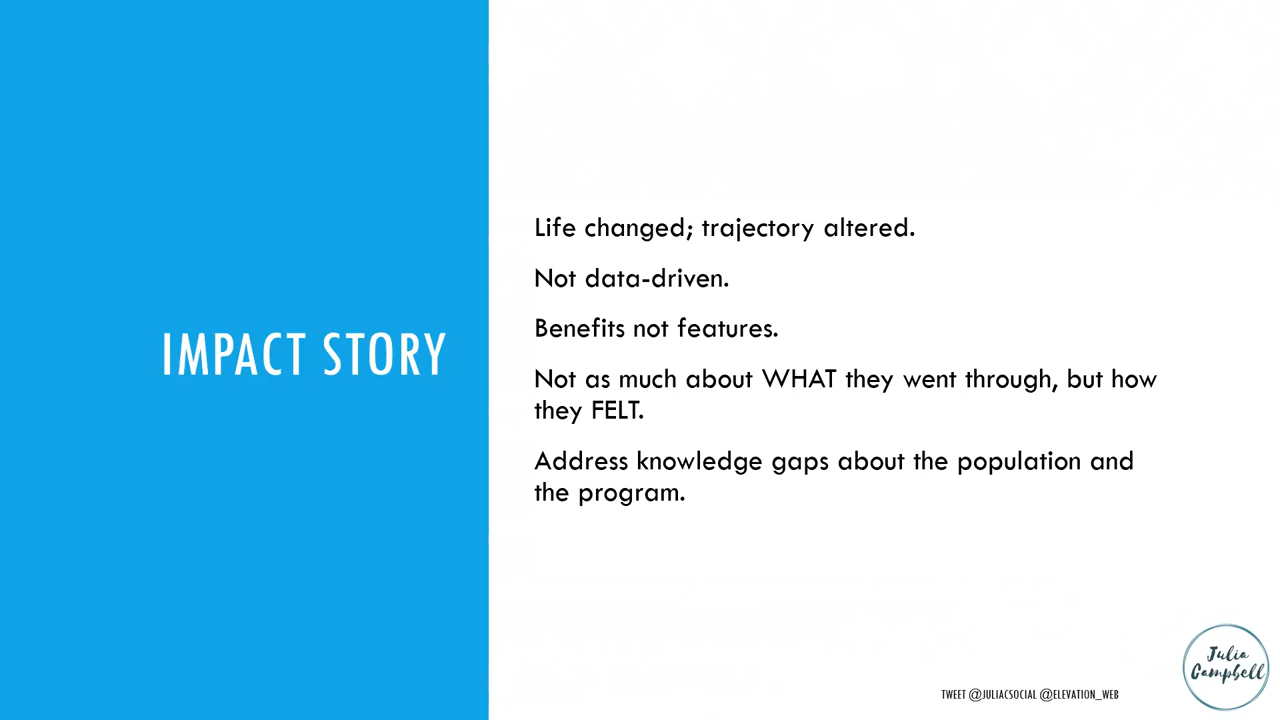 IMPACT STORY
Life changed; trajectory altered.
Not data-driven.
Benefits not features.
Not as much about WHAT they went through, but how
they FELT.
Address knowledge gaps about the population and
the program.
TWEET @JULIACSOCIAL @ELEVATION_WEB
Julia
Campbell